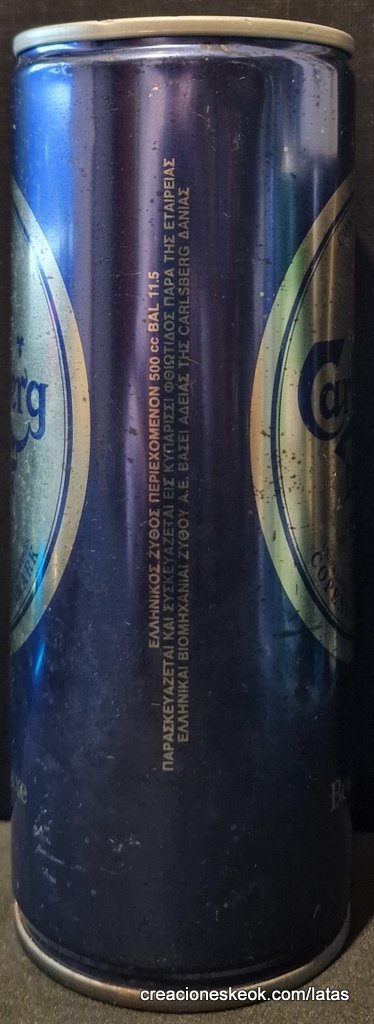 ΕΛΛΗΝΙΚΟΣ ΖΥΘΟΣ ΠΕΡΙΕΧΟΜΕΝΟΝ 500 cc BAL 11.5
ΠΑΡΑΣΚΕΥΑΖΕΤΑΙ ΚΑΙ ΣΥΣΚΕΥΑΖΕΤΑΙ ΕΙΣ ΚΥΠΑΡΙΣΣΙ ΦΘΙΩΤΙΔΟΣ ΠΑΡΑ ΤΗΣ ΕΤΑΙΡΕΙΑΣ
ΕΛΛΗΝΙΚΑΙ ΒΙΟΜΗΧΑΝΙΑΙ ΖΥΘΟΥ Α.Ε. ΒΑΣΕΙ ΑΔΕΙΑΣ ΤΗΣ CARLSBERG ΔΑΝΙΑΣ
creacioneskeok.com/latas